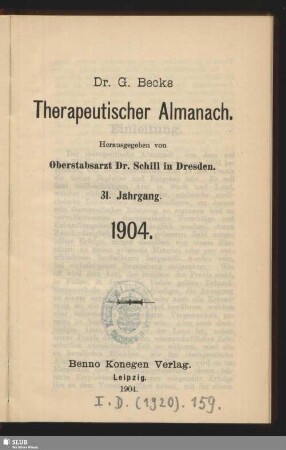 Dr. G. Becks
Therapeutischer Almanach.
Einleitung.
Herausgegeben von
Oberstabsarzt Dr. Schill in Dresden.
31. Jahrgang.
1904.
Benno Konegen Verlag.
Leipzig.
1904.
I. D. (1920). 159.
SLUB